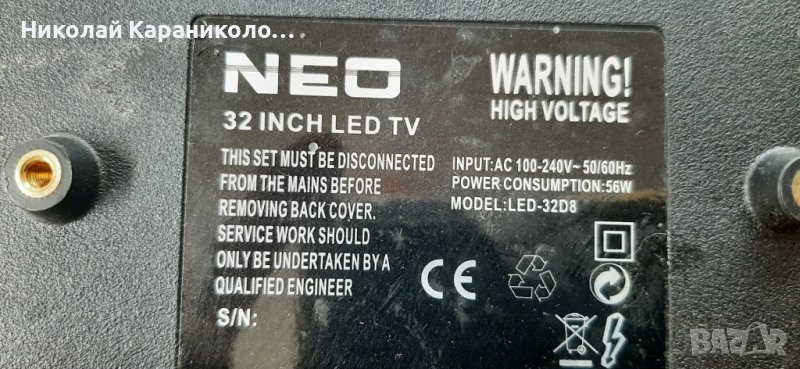 Николай Караниколо...
NEO
32 INCH LED TV
THIS SET MUST BE DISCONNECTED
FROM THE MAINS BEFORE
REMOVING BACK COVER.
SERVICE WORK SHOULD
ONLY BE UNDERTAKEN BY A
QUALIFIED ENGINEER
S/N:
WARNING!
HIGH VOLTAGE
INPUT:AC 100-240V~ 50/60Hz
POWER CONSUMPTION:56W
MODEL:LED-32D8
CE
BAZAR